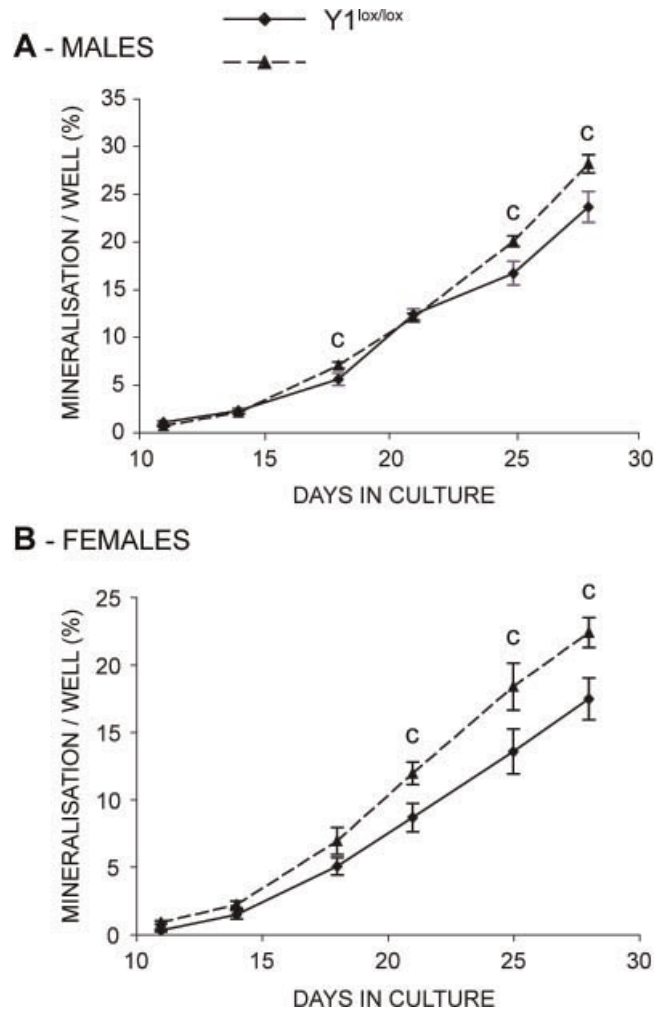 Y1lox/lox
A - MALES
MINERALISATION / WELL (%)
35
30
25
20
15
10
5
0
C
C
C
10
15
20
25
30
DAYS IN CULTURE
B - FEMALES
MINERALISATION / WELL (%)
25
20
15
10
5
0
C
C
C
10
15
20
25
30
DAYS IN CULTURE